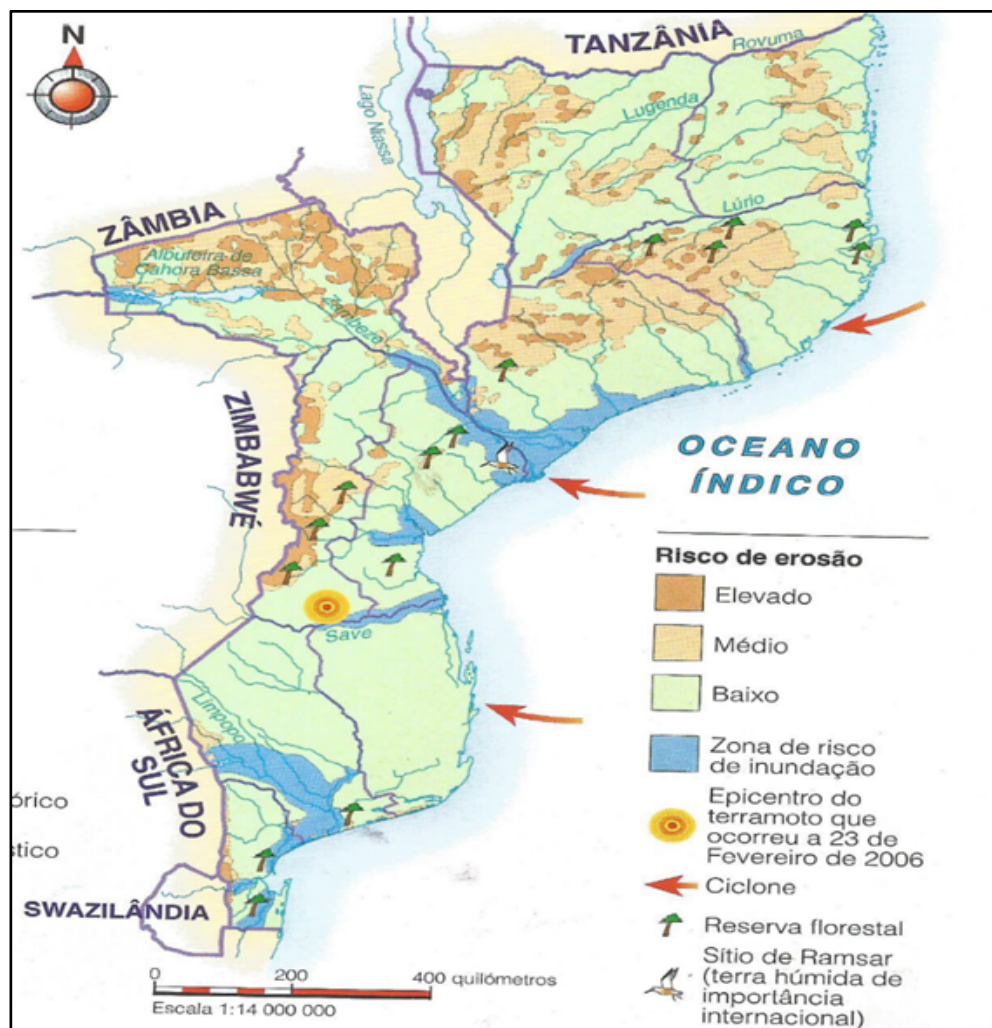 N
TANZÂNIA
Rovuma
Lago Niassa
Lugenda
ZÂMBIA
Lúrio
Albufeira de
Cahora Bassa
Zambeze
ZIMBABWÉ
OCEANO
ÍNDICO
Save
Limpopo
ÁFRICA DO
SUL
órico
stico
SWAZILÂNDIA
Risco de erosão
Elevado
Médio
Baixo
Zona de risco
de inundação
Epicentro do
terramoto que
ocorreu a 23 de
Fevereiro de 2006
Ciclone
Reserva florestal
Sítio de Ramsar
(terra húmida de
importância
internacional)
0 200 400 quilómetros
Escala 1:14 000 000